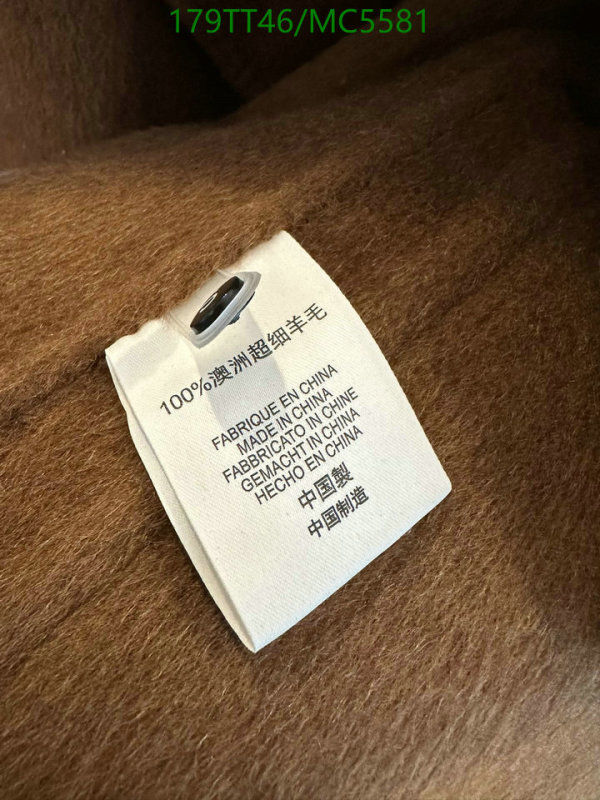 179TT46/MC5581
100%澳洲超细羊毛
FABRIQUE EN CHINA
MADE IN CHINA
FABBRICATO IN CHINE
GEMACHT IN CHINA
HECHO EN CHINA
中国製
中国制造